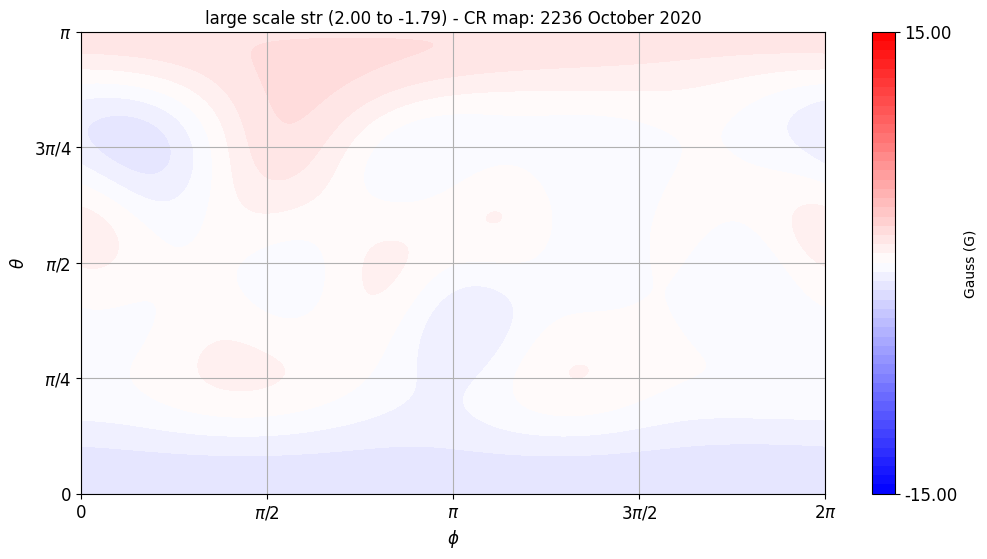 large scale str (2.00 to -1.79) - CR map: 2236 October 2020
π
3π/4
π/2
π/4
0
θ
0
π/2
π
3π/2
2π
ϕ
15.00
-15.00
Gauss (G)